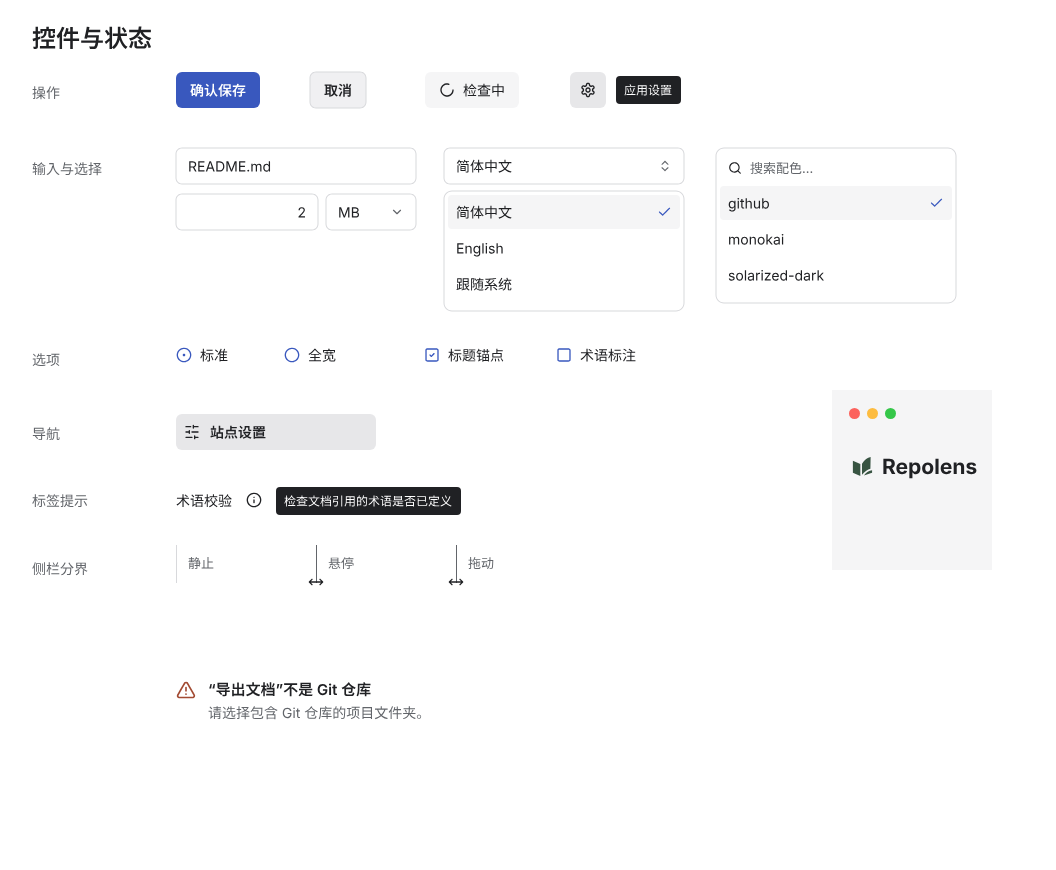 控件与状态
操作
确认保存
取消
检查中
应用设置
输入与选择
README.md
简体中文
搜索配色...
2
MB
简体中文
English
跟随系统
github
monokai
solarized-dark
选项
标准
全宽
标题锚点
术语标注
导航
站点设置
Repolens
标签提示
术语校验
检查文档引用的术语是否已定义
侧栏分界
静止
悬停
拖动
“导出文档”不是 Git 仓库
请选择包含 Git 仓库的项目文件夹。